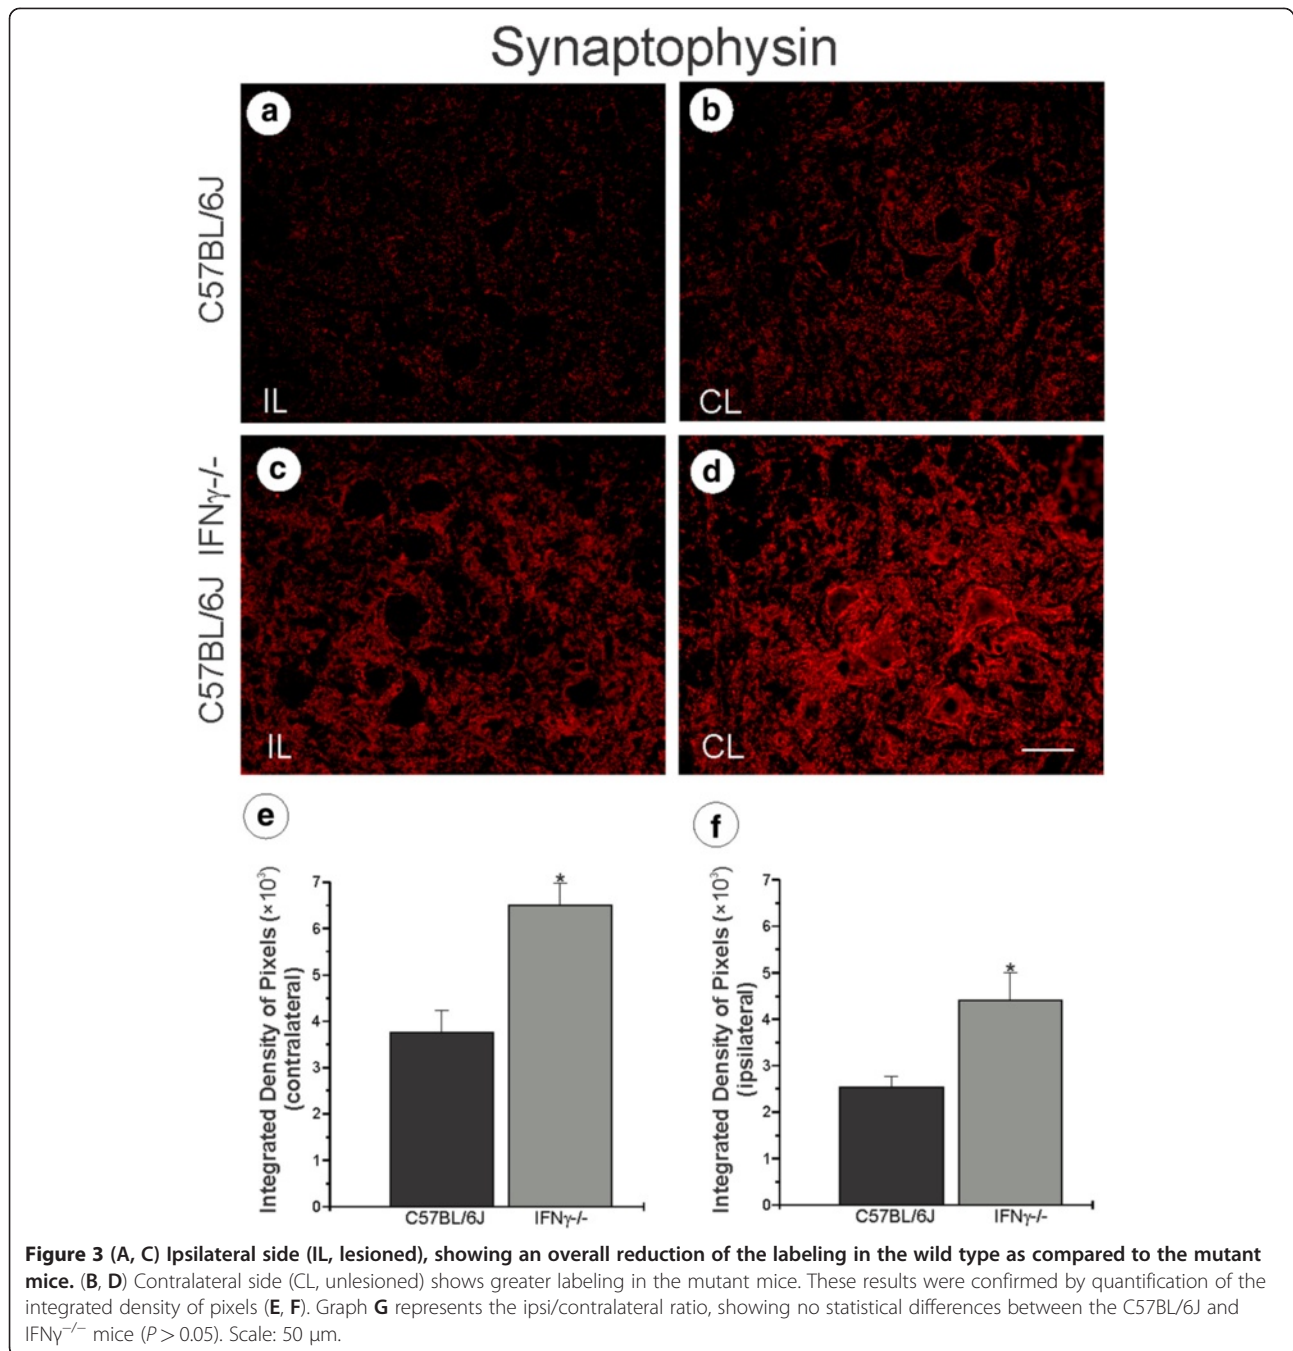 Synaptophysin
a
b
C57BL/6J
IL
CL
c
d
C57BL/6J IFNγ-/-
IL
CL
e
f
Integrated Density of Pixels (×10³)
(contralateral)
7
6
5
4
3
2
1
0
*
C57BL/6J
IFNγ-/-
Integrated Density of Pixels (×10³)
(ipsilateral)
7
6
5
4
3
2
1
0
*
C57BL/6J
IFNγ-/-
Figure 3 (A, C) Ipsilateral side (IL, lesioned), showing an overall reduction of the labeling in the wild type as compared to the mutant
mice. (B, D) Contralateral side (CL, unlesioned) shows greater labeling in the mutant mice. These results were confirmed by quantification of the
integrated density of pixels (E, F). Graph G represents the ipsi/contralateral ratio, showing no statistical differences between the C57BL/6J and
IFNγ⁻/⁻ mice (P > 0.05). Scale: 50 μm.